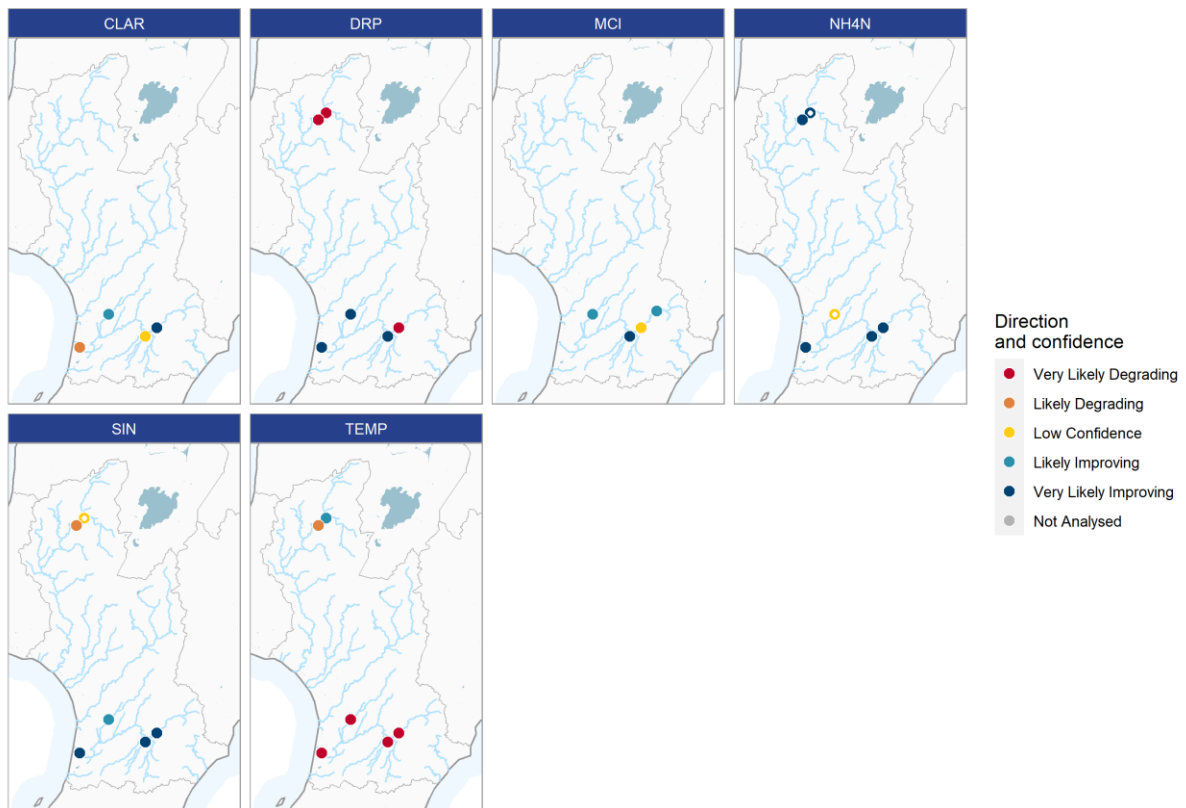 CLAR
DRP
MCI
NH4N
Direction
and confidence
Very Likely Degrading
Likely Degrading
Low Confidence
Likely Improving
Very Likely Improving
Not Analysed
SIN
TEMP